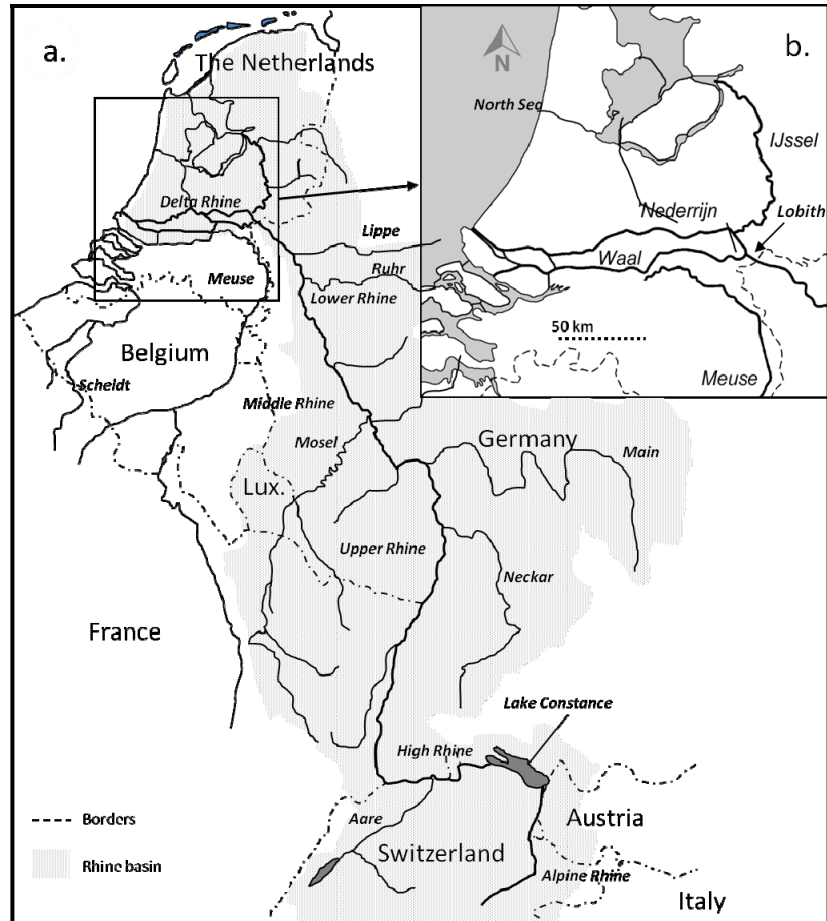 a.
The Netherlands
Delta Rhine
Lippe
Ruhr
Meuse
Lower Rhine
Belgium
Scheldt
Middle Rhine
Mosel
Germany
Main
Lux.
Upper Rhine
Neckar
France
Lake Constance
High Rhine
Aare
Austria
Switzerland
Alpine Rhine
Italy
Borders
Rhine basin
b.
N
North Sea
IJssel
Nederrijn
Lobith
Waal
50 km
Meuse